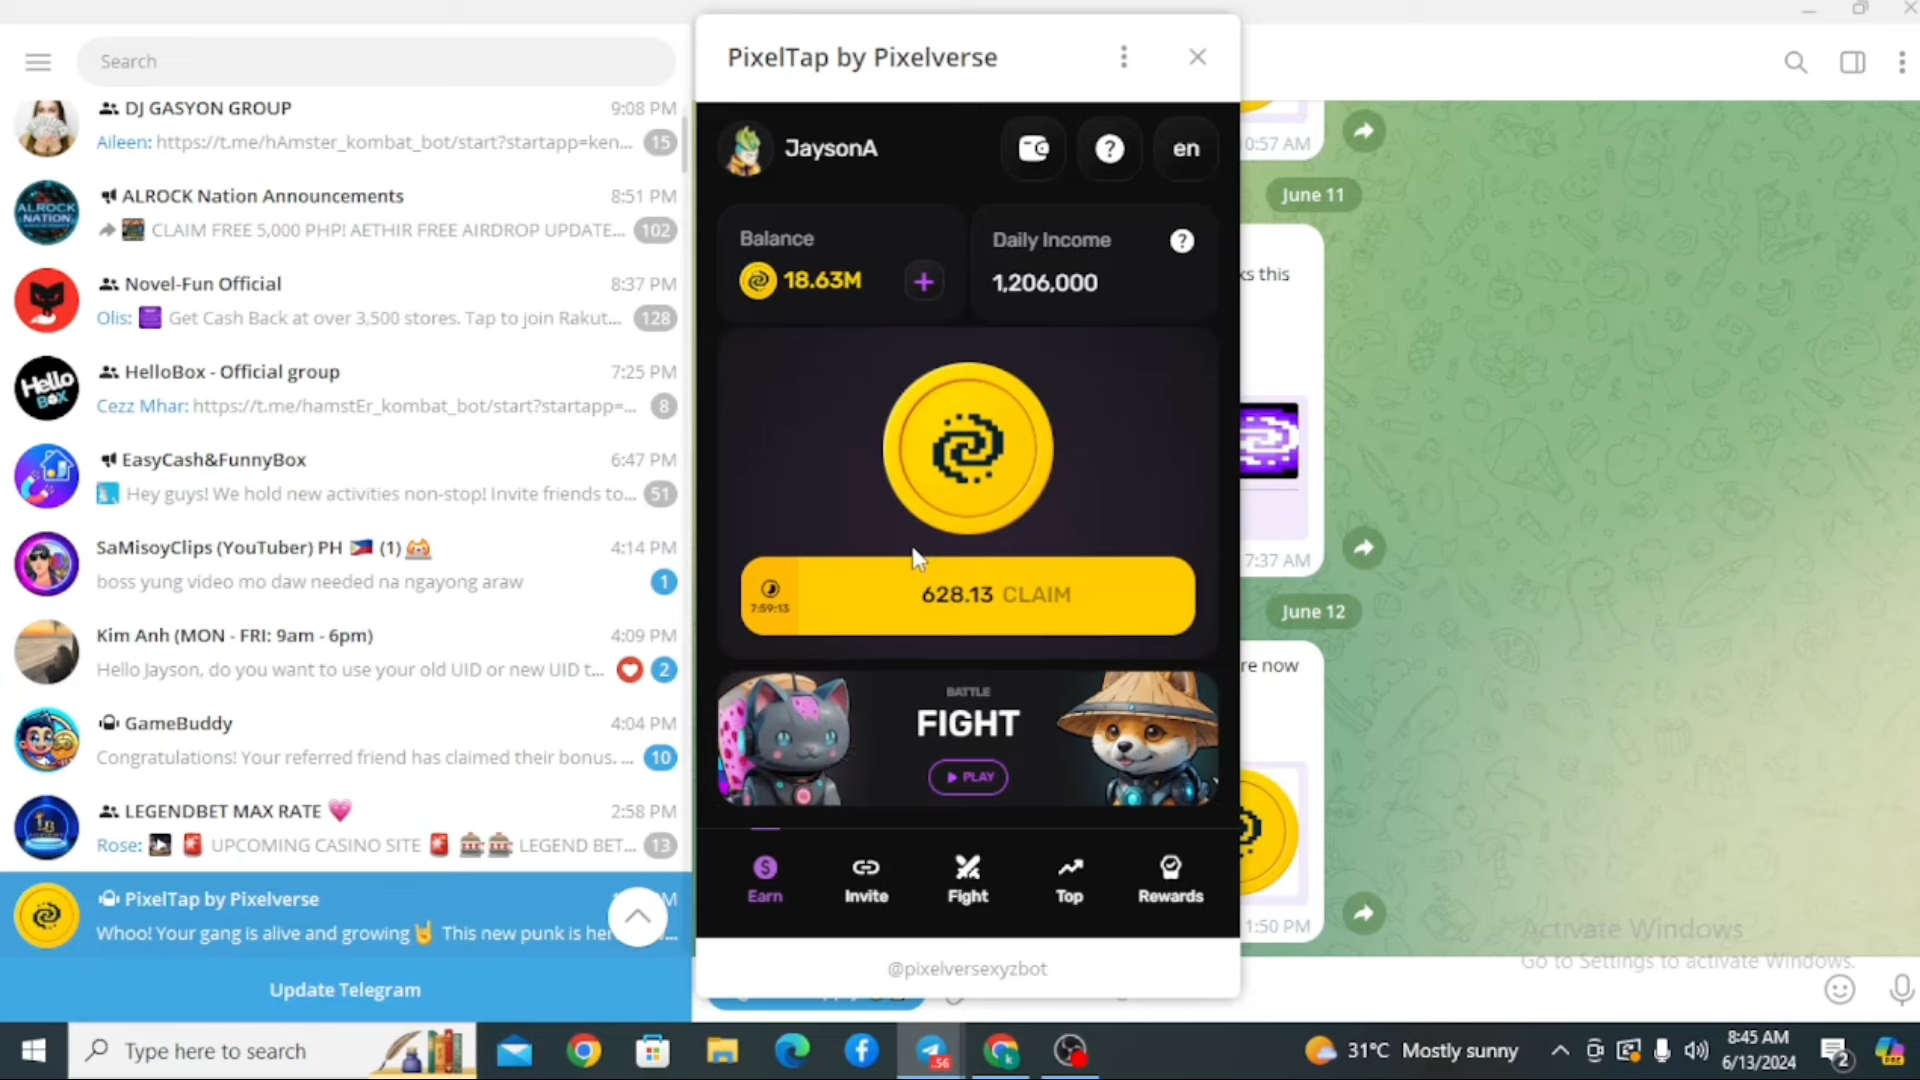 Search
DJ GASYON GROUP 9:08 PM
Aileen: https://t.me/hAmster_kombat_bot/start?startapp=ken... 15
ALROCK NATION
ALROCK Nation Announcements 8:51 PM
CLAIM FREE 5,000 PHP! AETHIR FREE AIRDROP UPDATE... 102
Novel-Fun Official 8:37 PM
Olis: Get Cash Back at over 3,500 stores. Tap to join Rakut... 128
Hello BOX
HelloBox - Official group 7:25 PM
Cezz Mhar: https://t.me/hamstEr_kombat_bot/start?startapp=... 8
EasyCash&FunnyBox 6:47 PM
Hey guys! We hold new activities non-stop! Invite friends to... 51
SaMisoyClips (YouTuber) PH 🇵🇭 (1) 4:14 PM
boss yung video mo daw needed na ngayong araw 1
Kim Anh (MON - FRI: 9am - 6pm) 4:09 PM
Hello Jayson, do you want to use your old UID or new UID t... 2
GameBuddy 4:04 PM
Congratulations! Your referred friend has claimed their bonus. ... 10
LEGENDBET MAX RATE 💗 2:58 PM
Rose: 🚨 UPCOMING CASINO SITE 🚨 🎰🎰 LEGEND BET... 13
PixelTap by Pixelverse
Whoo! Your gang is alive and growing🤘 This new punk is her
Update Telegram
PixelTap by Pixelverse
JaysonA
en
Balance
18.63M
+
Daily Income ?
1,206,000
7:59:13
628.13 CLAIM
BATTLE
FIGHT
PLAY
Earn
Invite
Fight
Top
Rewards
@pixelversexyzbot
0:57 AM
June 11
ks this
7:37 AM
June 12
re now
1:50 PM
Activate Windows
Go to Settings to activate Windows.
Type here to search
56
31°C Mostly sunny
8:45 AM
6/13/2024
2